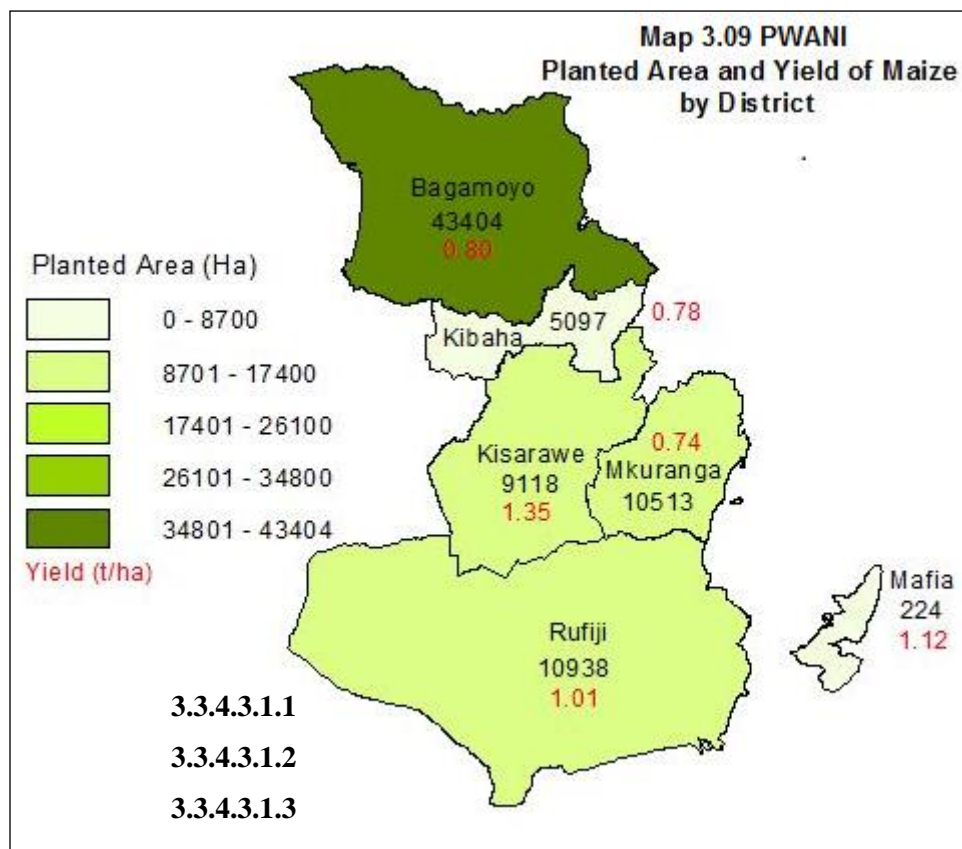 Map 3.09 PWANI
Planted Area and Yield of Maize
by District
Bagamoyo
43404
0.80
Planted Area (Ha)
0 - 8700
8701 - 17400
17401 - 26100
26101 - 34800
34801 - 43404
Yield (t/ha)
Kibaha
5097
0.78
Kisarawe
9118
1.35
0.74
Mkuranga
10513
Mafia
224
1.12
Rufiji
10938
1.01
3.3.4.3.1.1
3.3.4.3.1.2
3.3.4.3.1.3